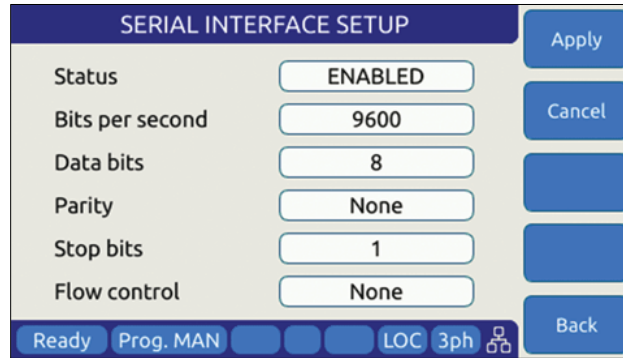 SERIAL INTERFACE SETUP
Apply
Status ENABLED
Bits per second 9600
Cancel
Data bits 8
Parity None
Stop bits 1
Flow control None
Back
Ready Prog. MAN LOC 3ph